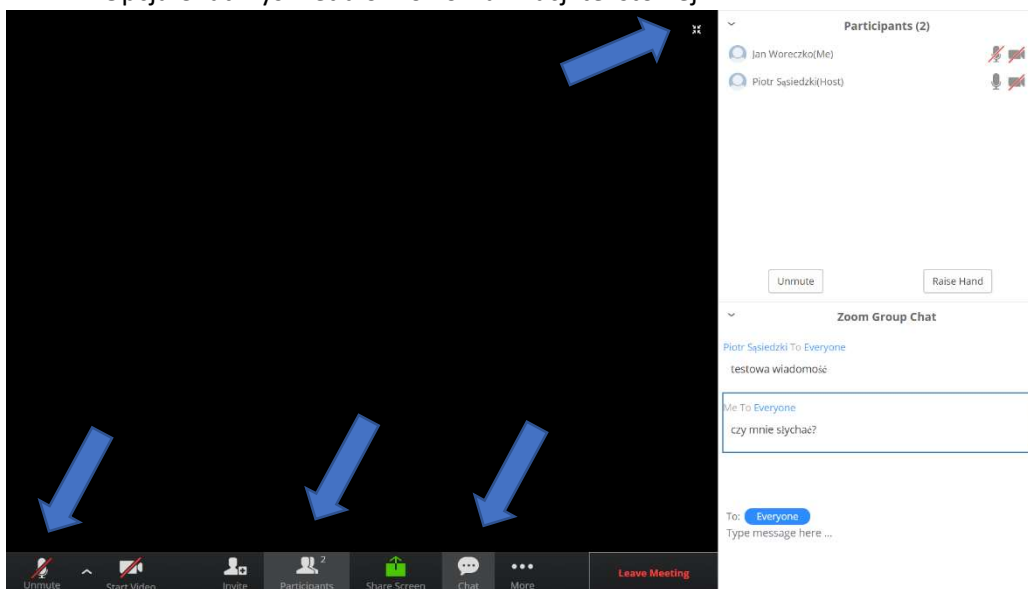 Participants (2)
Jan Woreczko(Me)
Piotr Sąsiedzki(Host)
Unmute
Raise Hand
Zoom Group Chat
Piotr Sąsiedzki To Everyone
testowa wiadomość
Me To Everyone
czy mnie słychać?
To: Everyone
Type message here ...
Unmute
Start Video
Invite
2
Participants
Share Screen
Chat
More
Leave Meeting